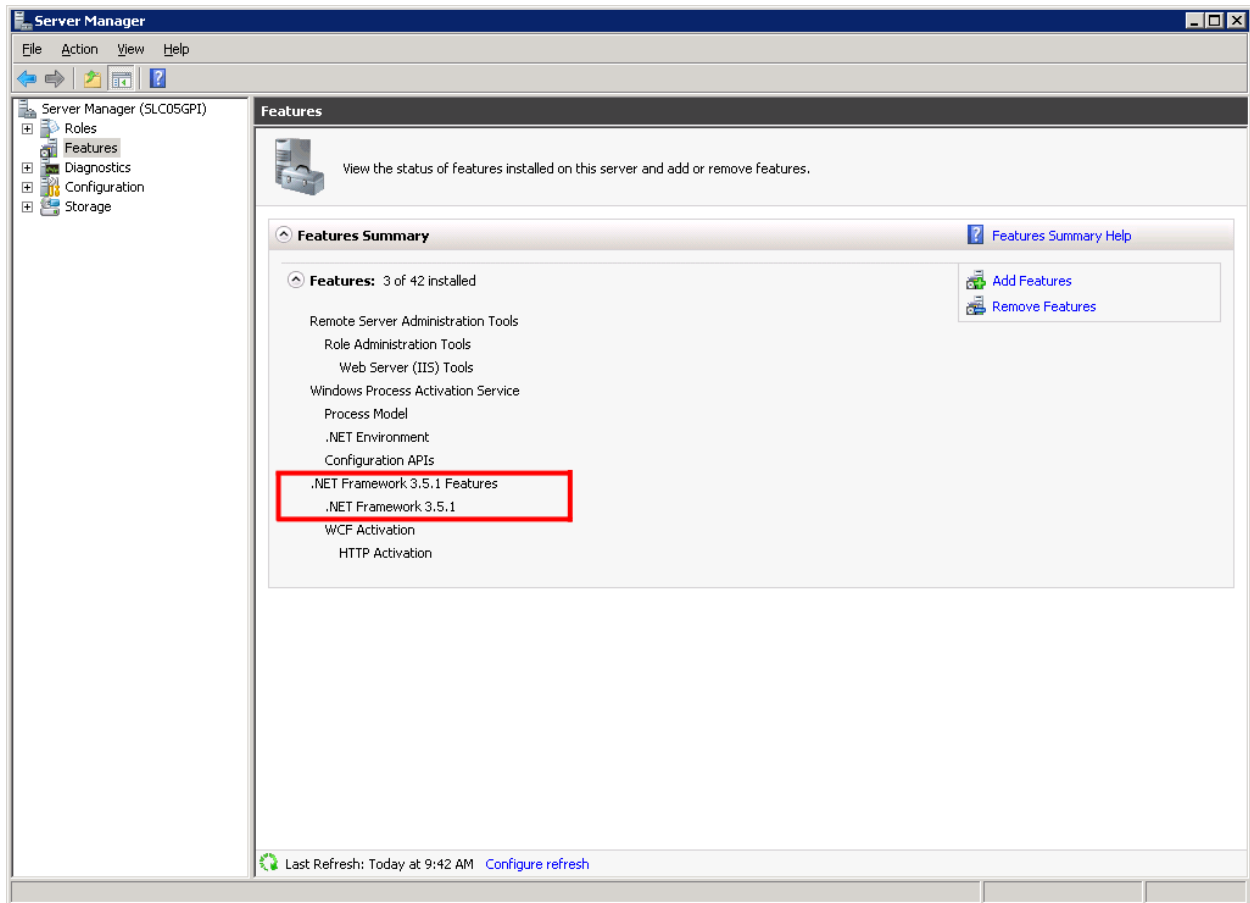 Server Manager
File Action View Help
Server Manager (SLC05GPI)
Roles
Features
Diagnostics
Configuration
Storage
Features
View the status of features installed on this server and add or remove features.
Features Summary
Features Summary Help
Features: 3 of 42 installed
Add Features
Remove Features
Remote Server Administration Tools
Role Administration Tools
Web Server (IIS) Tools
Windows Process Activation Service
Process Model
.NET Environment
Configuration APIs
.NET Framework 3.5.1 Features
.NET Framework 3.5.1
WCF Activation
HTTP Activation
Last Refresh: Today at 9:42 AM Configure refresh